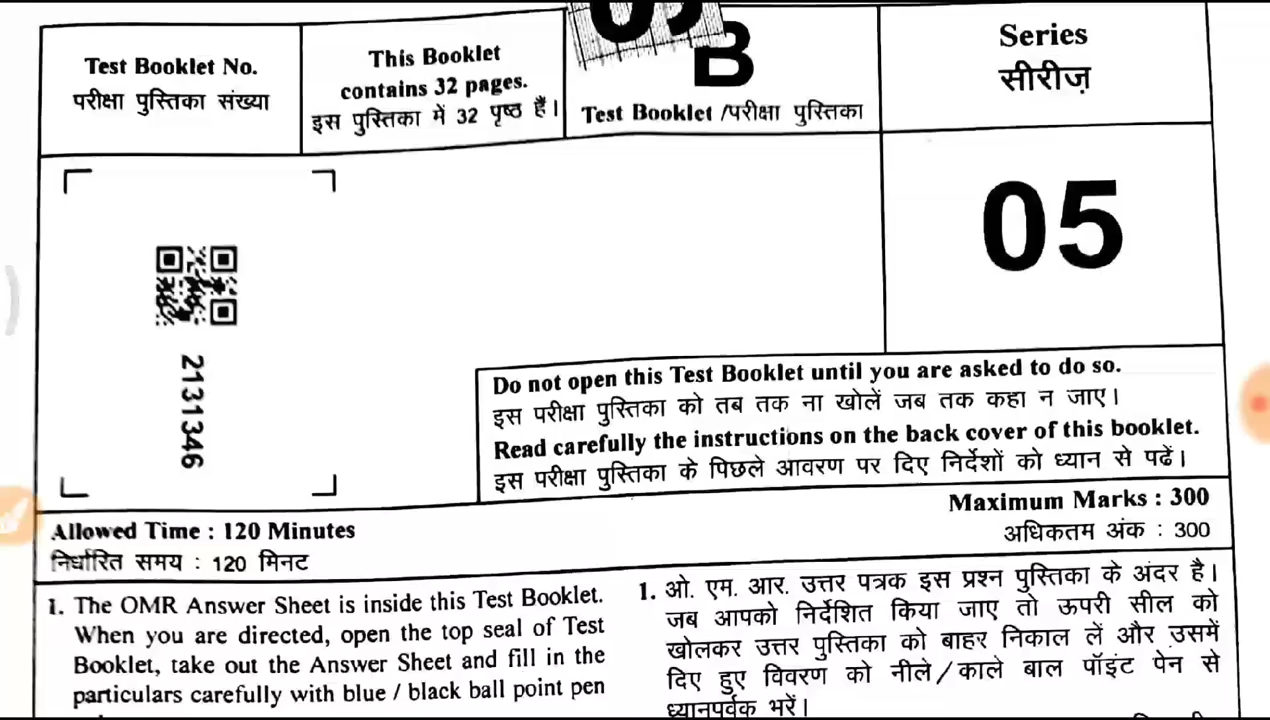 Test Booklet No.
परीक्षा पुस्तिका संख्या
This Booklet
contains 32 pages.
इस पुस्तिका में 32 पृष्ठ हैं।
05
B
Test Booklet /परीक्षा पुस्तिका
Series
सीरीज़
05
2131346
Do not open this Test Booklet until you are asked to do so.
इस परीक्षा पुस्तिका को तब तक ना खोलें जब तक कहा न जाए।
Read carefully the instructions on the back cover of this booklet.
इस परीक्षा पुस्तिका के पिछले आवरण पर दिए निर्देशों को ध्यान से पढें।
Allowed Time : 120 Minutes
निर्धारित समय : 120 मिनट
Maximum Marks : 300
अधिकतम अंक : 300
1. The OMR Answer Sheet is inside this Test Booklet.
When you are directed, open the top seal of Test
Booklet, take out the Answer Sheet and fill in the
particulars carefully with blue / black ball point pen
1. ओ. एम. आर. उत्तर पत्रक इस प्रश्न पुस्तिका के अंदर है।
जब आपको निर्देशित किया जाए तो ऊपरी सील को
खोलकर उत्तर पुस्तिका को बाहर निकाल लें और उसमें
दिए हुए विवरण को नीले/काले बाल पॉइंट पेन से
ध्यानपूर्वक भरें।